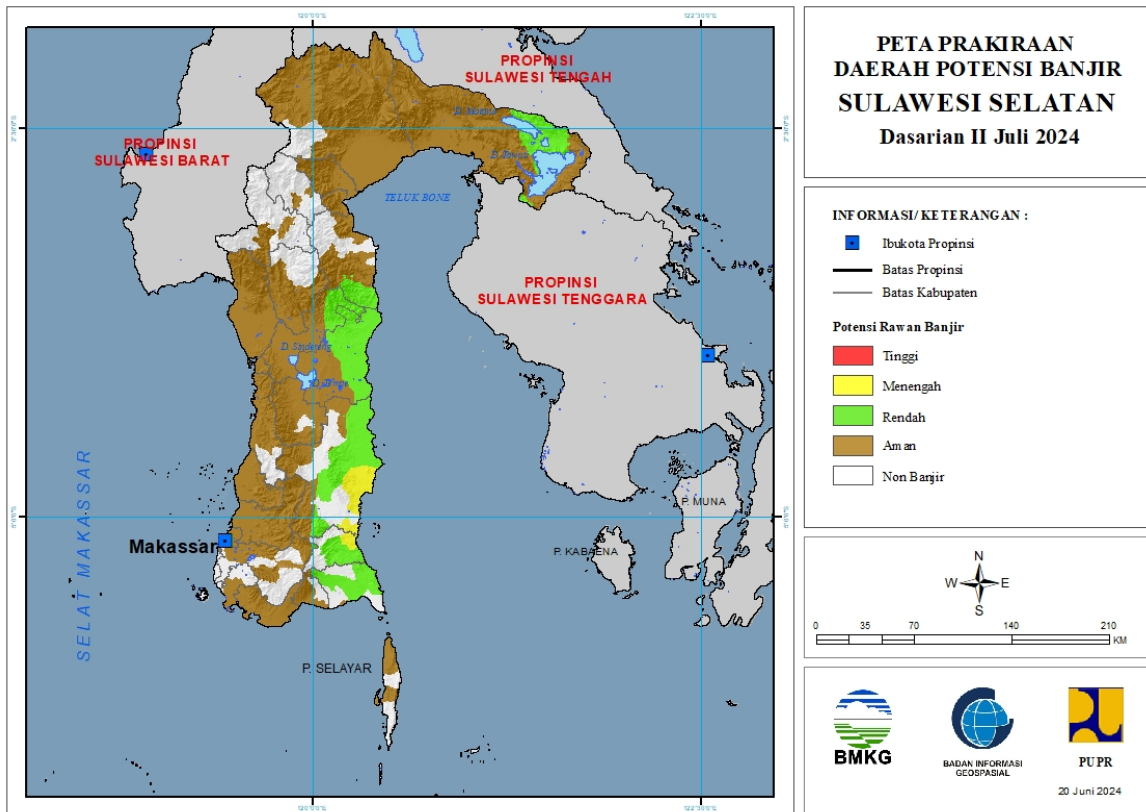 PETA PRAKIRAAN
DAERAH POTENSI BANJIR
SULAWESI SELATAN
Dasarian II Juli 2024
INFORMASI/ KETERANGAN :
Ibukota Propinsi
Batas Propinsi
Batas Kabupaten
Potensi Rawan Banjir
Tinggi
Menengah
Rendah
Aman
Non Banjir
N
W E
S
0 35 70 140 210
KM
BMKG
BADAN INFORMASI
GEOSPASIAL
PUPR
20 Juni 2024
PROPINSI
SULAWESI TENGAH
PROPINSI
SULAWESI BARAT
TELUK BONE
PROPINSI
SULAWESI TENGGARA
SELAT MAKASSAR
Makassar
P. MUNA
P. KABAENA
P. SELAYAR